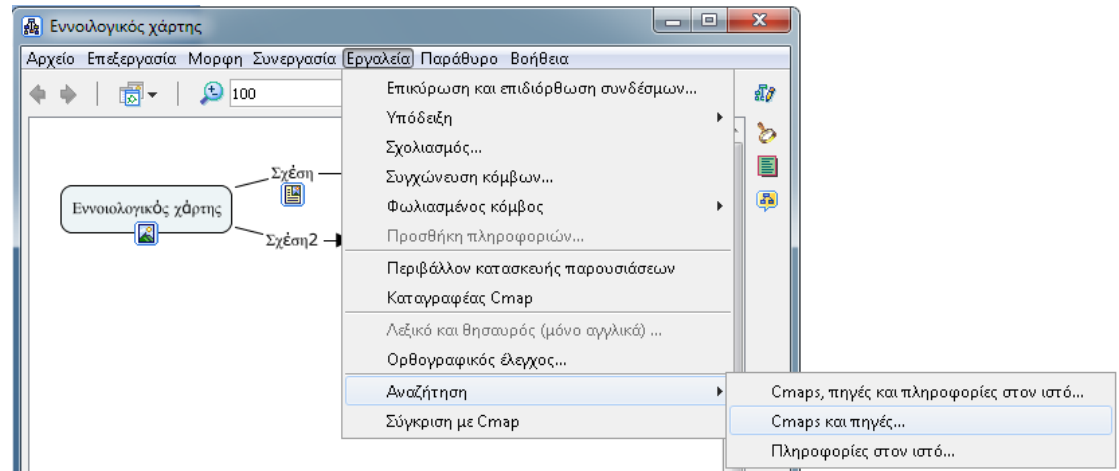 Εννοιλογικός χάρτης
Αρχείο Επεξεργασία Μορφη Συνεργασία Εργαλεία Παράθυρο Βοήθεια
100
Επικύρωση και επιδιόρθωση συνδέσμων...
Υπόδειξη
Σχολιασμός...
Συγχώνευση κόμβων...
Φωλιασμένος κόμβος
Προσθήκη πληροφοριών...
Περιβάλλον κατασκευής παρουσιάσεων
Καταγραφέας Cmap
Λεξικό και θησαυρός (μόνο αγγλικά) ...
Ορθογραφικός έλεγχος...
Αναζήτηση
Σύγκριση με Cmap
Cmaps, πηγές και πληροφορίες στον ιστό...
Cmaps και πηγές...
Πληροφορίες στον ιστό...
Σχέση
Εννοιολογικός χάρτης
Σχέση2